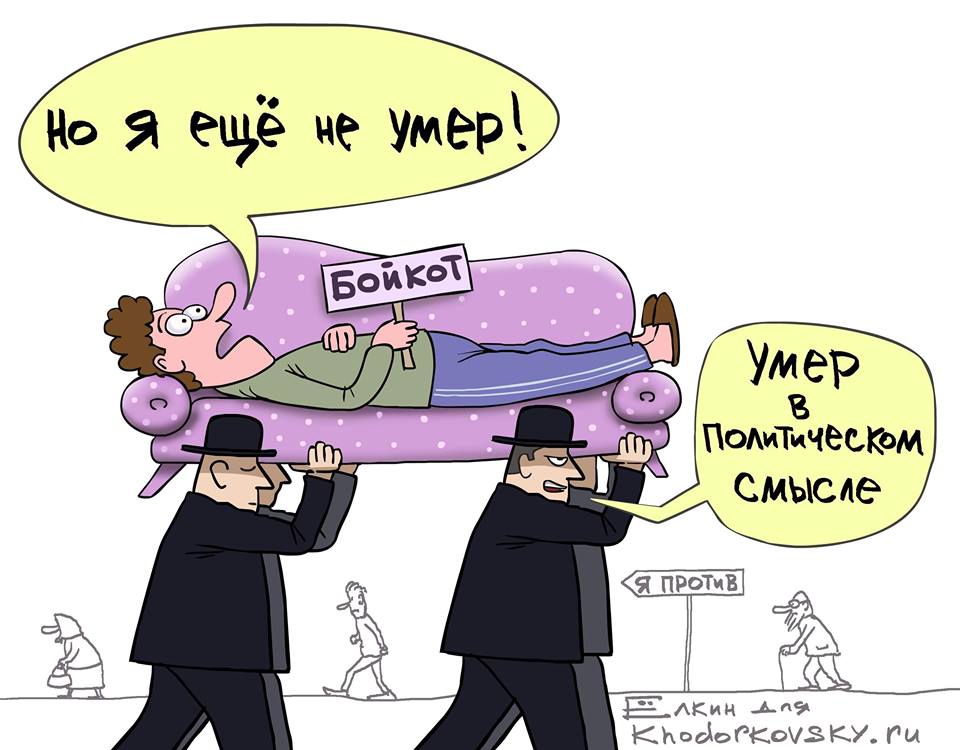 Но я ещё не умер!
Бойкот
Умер
в
политическом
смысле
я против
Ёлкин для
Khodorkovsky.ru